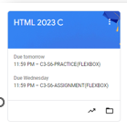 HTML 2023 C
Due tomorrow
11:59 PM – C3-S6-PRACTICE(FLEXBOX)
Due Wednesday
11:59 PM – C3-S6-ASSIGNMENT(FLEXBOX)